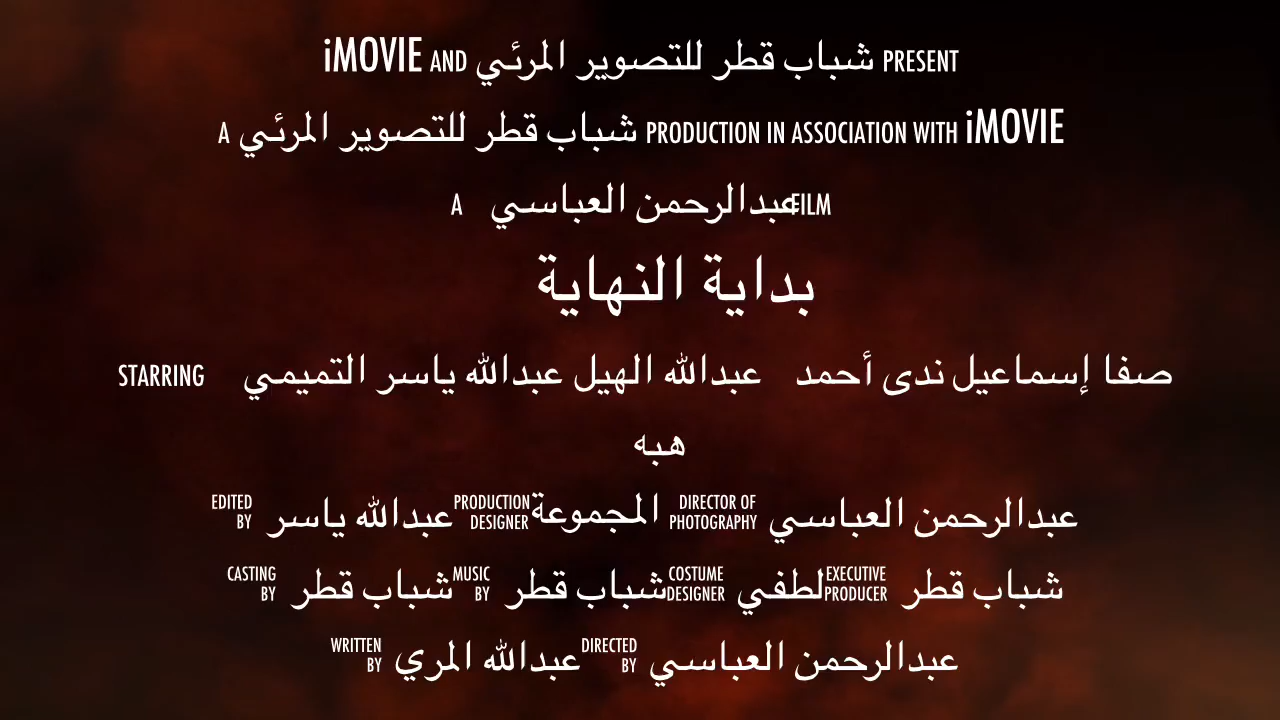 iMOVIE AND شباب قطر للتصوير المرئي PRESENT
A شباب قطر للتصوير المرئي PRODUCTION IN ASSOCIATION WITH iMOVIE
A عبدالرحمن العباسي FILM
بداية النهاية
STARRING صفا إسماعيل ندى أحمد عبدالله الهيل عبدالله ياسر التميمي
هبه
EDITED BY عبدالله ياسر PRODUCTION DESIGNER المجموعة DIRECTOR OF PHOTOGRAPHY عبدالرحمن العباسي
CASTING BY شباب قطر MUSIC BY شباب قطر COSTUME DESIGNER لطفي EXECUTIVE PRODUCER شباب قطر
WRITTEN BY عبدالله المري DIRECTED BY عبدالرحمن العباسي